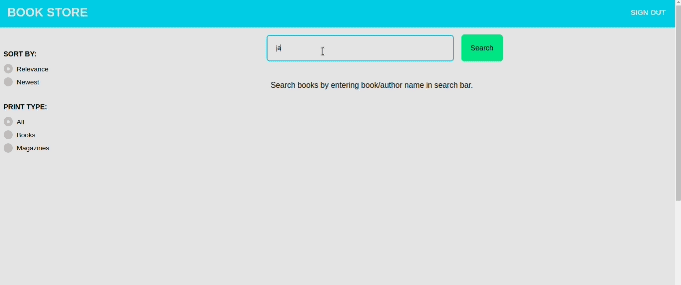 BOOK STORE
SIGN OUT
Search
SORT BY:
Relevance
Newest
Search books by entering book/author name in search bar.
PRINT TYPE:
All
Books
Magazines